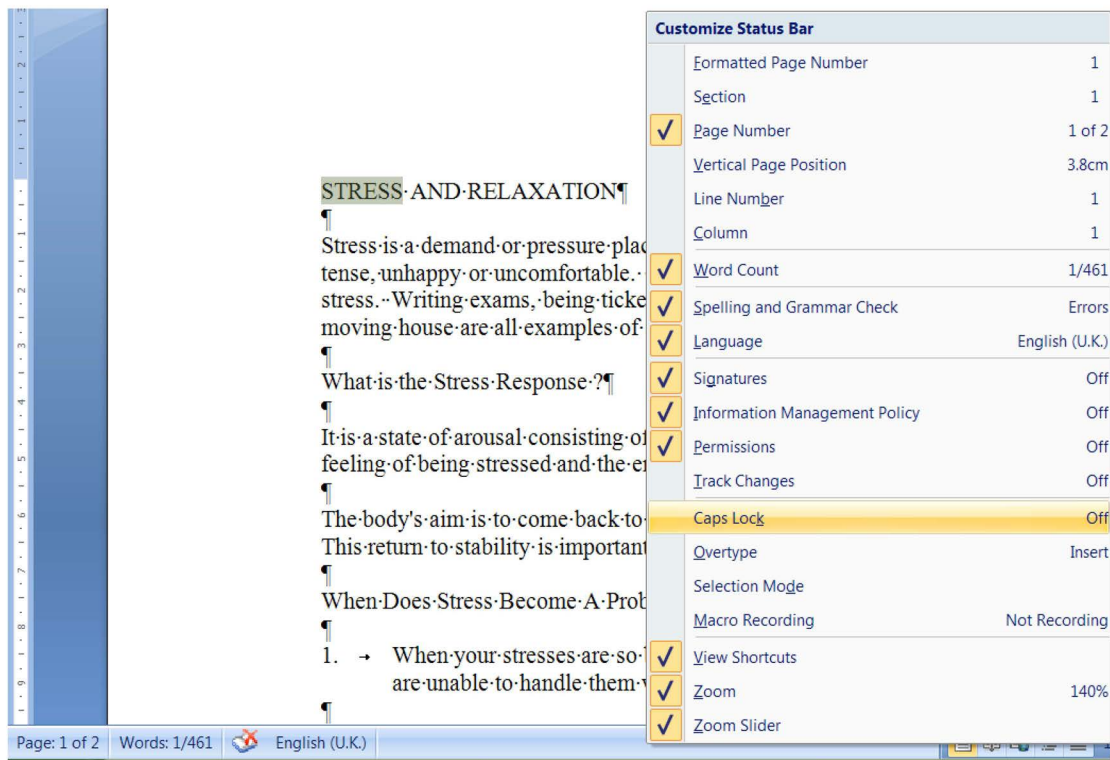 STRESS·AND·RELAXATION¶
¶
Stress·is·a·demand·or·pressure·plac
tense,·unhappy·or·uncomfortable.·
stress.··Writing·exams,·being·ticke
moving·house·are·all·examples·of·
¶
What·is·the·Stress·Response·?¶
¶
It·is·a·state·of·arousal·consisting·of
feeling·of·being·stressed·and·the·e
¶
The·body's·aim·is·to·come·back·to·
This·return·to·stability·is·important
¶
When·Does·Stress·Become·A·Prob
¶
1. → When·your·stresses·are·so·
are·unable·to·handle·them·
¶
Customize Status Bar
Formatted Page Number 1
Section 1
Page Number 1 of 2
Vertical Page Position 3.8cm
Line Number 1
Column 1
Word Count 1/461
Spelling and Grammar Check Errors
Language English (U.K.)
Signatures Off
Information Management Policy Off
Permissions Off
Track Changes Off
Caps Lock Off
Overtype Insert
Selection Mode
Macro Recording Not Recording
View Shortcuts
Zoom 140%
Zoom Slider
Page: 1 of 2 Words: 1/461 English (U.K.)